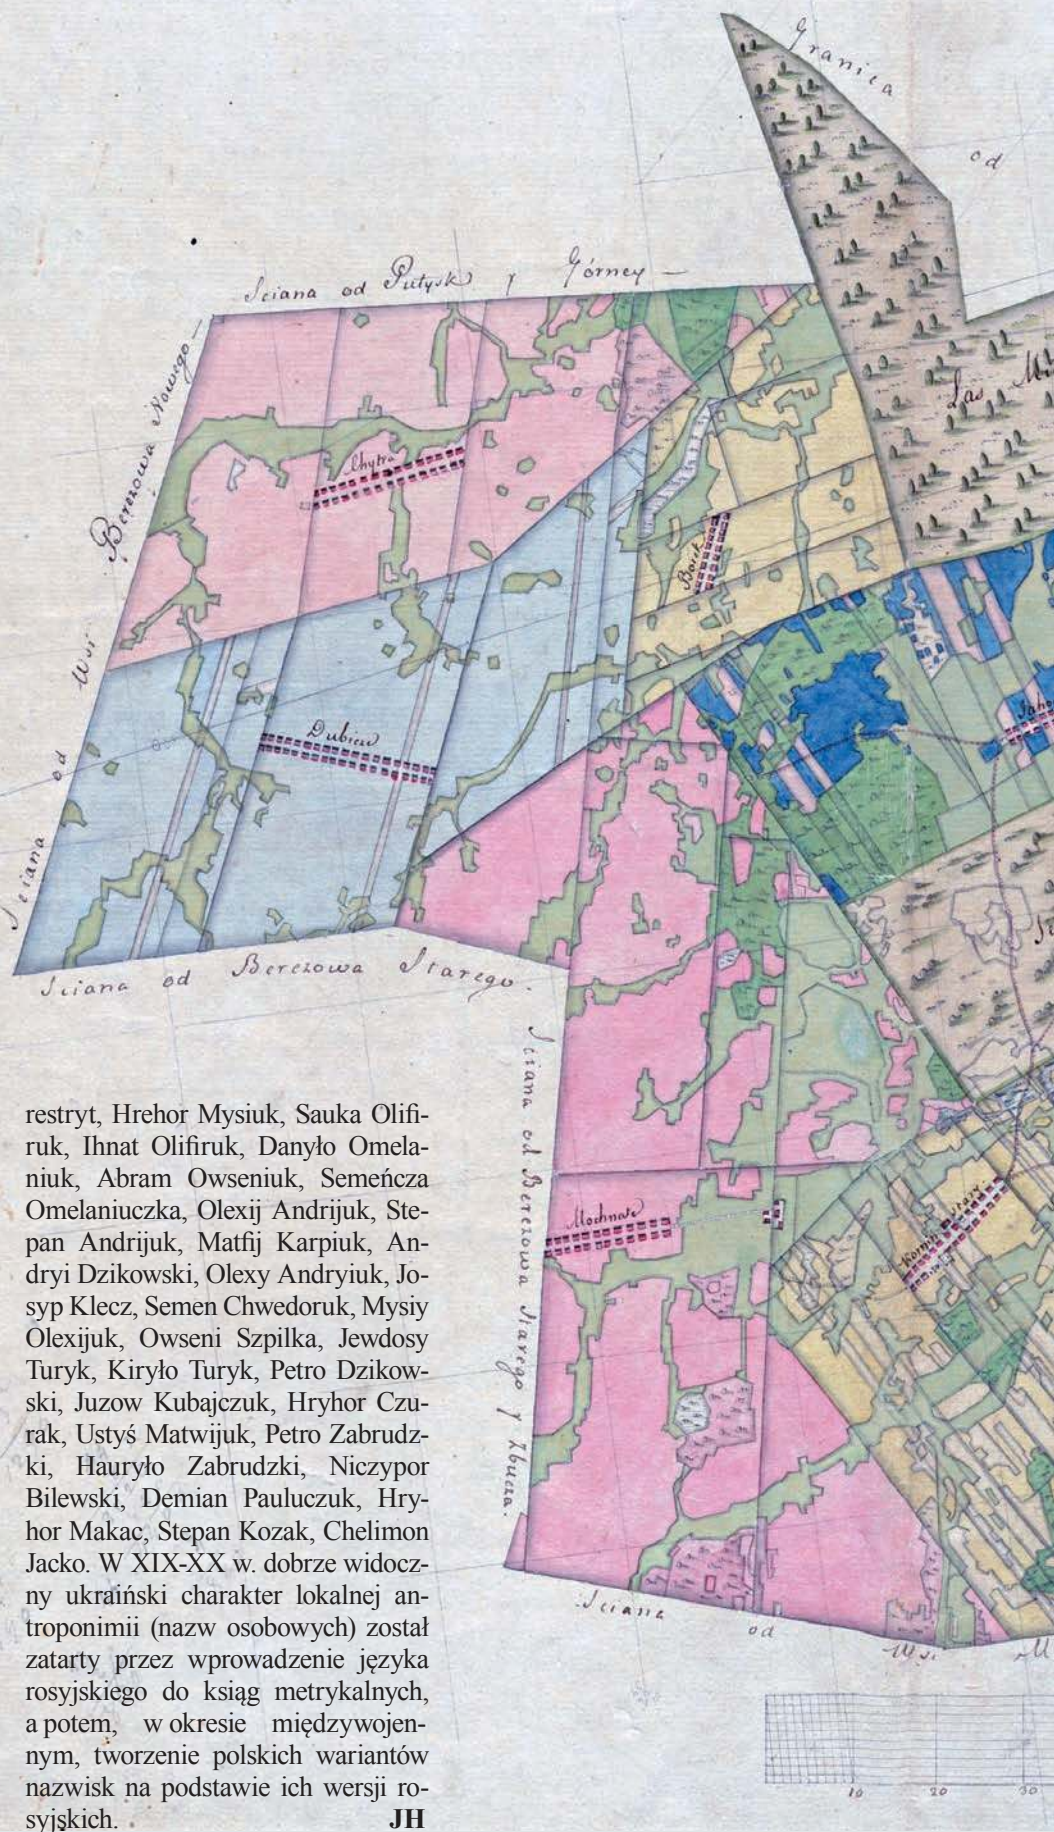 Granica
od
Sciana od Putysk y Górney
Sciana od Wsi Berezowa Nowego
Las
Chytra
Borek
Dubicze
Sciana od Berezowa Starego.
Sciana od Berezowa Starego y Zbucza.
Mochnate
Kornin Stary
Sciana od Wsi
10 20 30
restryt, Hrehor Mysiuk, Sauka Olifi-
ruk, Ihnat Olifiruk, Danyło Omela-
niuk, Abram Owseniuk, Semeńcza
Omelaniuczka, Olexij Andrijuk, Ste-
pan Andrijuk, Matfij Karpiuk, An-
dryi Dzikowski, Olexy Andryiuk, Jo-
syp Klecz, Semen Chwedoruk, Mysiy
Olexijuk, Owseni Szpilka, Jewdosy
Turyk, Kiryło Turyk, Petro Dzikow-
ski, Juzow Kubajczuk, Hryhor Czu-
rak, Ustyś Matwijuk, Petro Zabrudz-
ki, Hauryło Zabrudzki, Niczypor
Bilewski, Demian Pauluczuk, Hry-
hor Makac, Stepan Kozak, Chelimon
Jacko. W XIX-XX w. dobrze widocz-
ny ukraiński charakter lokalnej an-
troponimii (nazw osobowych) został
zatarty przez wprowadzenie języka
rosyjskiego do ksiąg metrykalnych,
a potem, w okresie międzywojen-
nym, tworzenie polskich wariantów
nazwisk na podstawie ich wersji ro-
syjskich. JH